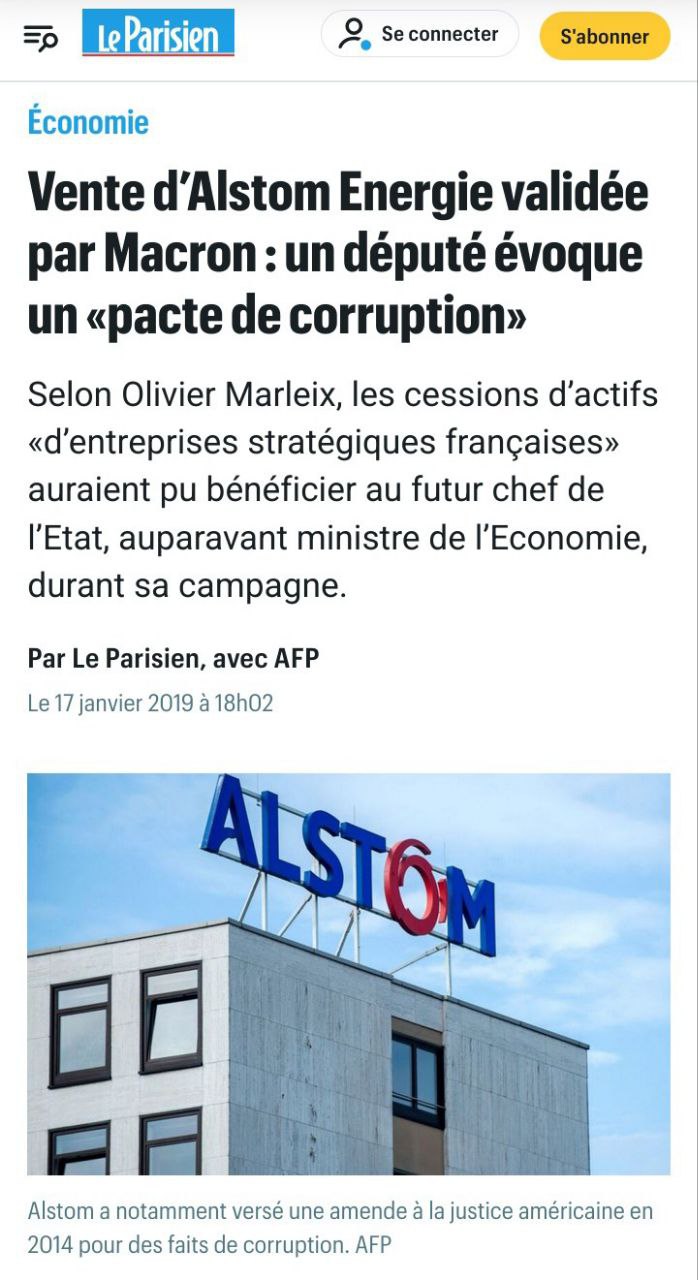 Le Parisien
Se connecter
S'abonner
Économie
Vente d’Alstom Energie validée
par Macron : un député évoque
un «pacte de corruption»
Selon Olivier Marleix, les cessions d’actifs
«d’entreprises stratégiques françaises»
auraient pu bénéficier au futur chef de
l’Etat, auparavant ministre de l’Economie,
durant sa campagne.
Par Le Parisien, avec AFP
Le 17 janvier 2019 à 18h02
ALSTOM
Alstom a notamment versé une amende à la justice américaine en
2014 pour des faits de corruption. AFP